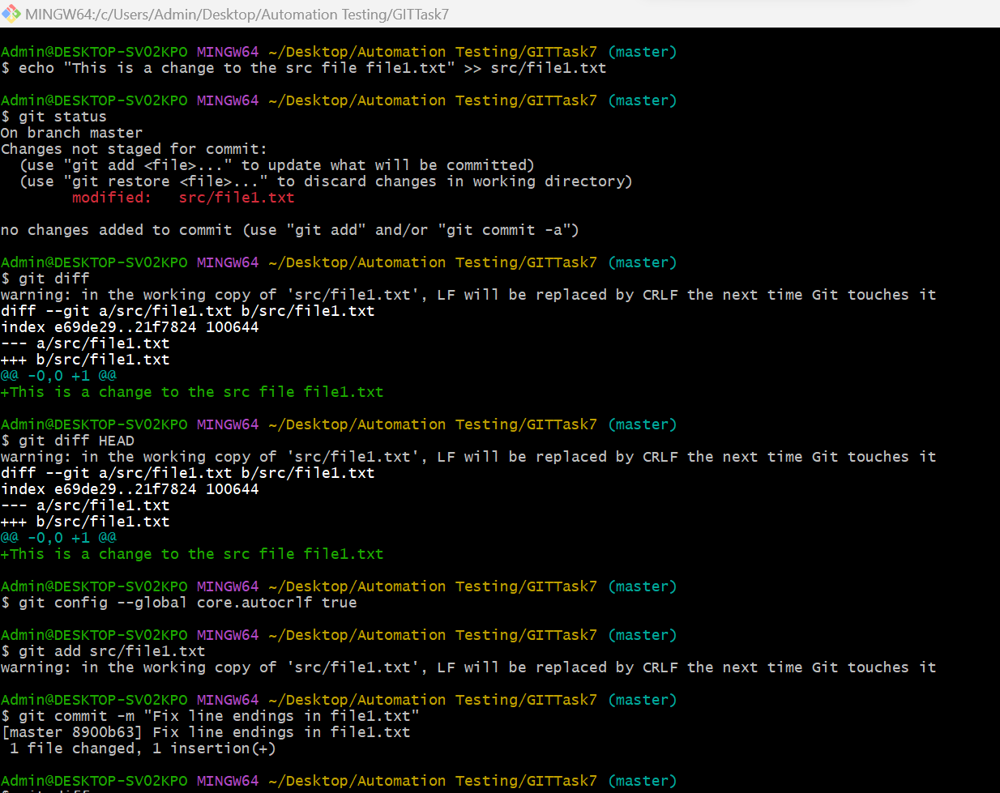 MINGW64:/c/Users/Admin/Desktop/Automation Testing/GITTask7
Admin@DESKTOP-SV02KPO MINGW64 ~/Desktop/Automation Testing/GITTask7 (master)
$ echo "This is a change to the src file file1.txt" >> src/file1.txt
Admin@DESKTOP-SV02KPO MINGW64 ~/Desktop/Automation Testing/GITTask7 (master)
$ git status
On branch master
Changes not staged for commit:
  (use "git add <file>..." to update what will be committed)
  (use "git restore <file>..." to discard changes in working directory)
        modified:   src/file1.txt
no changes added to commit (use "git add" and/or "git commit -a")
Admin@DESKTOP-SV02KPO MINGW64 ~/Desktop/Automation Testing/GITTask7 (master)
$ git diff
warning: in the working copy of 'src/file1.txt', LF will be replaced by CRLF the next time Git touches it
diff --git a/src/file1.txt b/src/file1.txt
index e69de29..21f7824 100644
--- a/src/file1.txt
+++ b/src/file1.txt
@@ -0,0 +1 @@
+This is a change to the src file file1.txt
Admin@DESKTOP-SV02KPO MINGW64 ~/Desktop/Automation Testing/GITTask7 (master)
$ git diff HEAD
warning: in the working copy of 'src/file1.txt', LF will be replaced by CRLF the next time Git touches it
diff --git a/src/file1.txt b/src/file1.txt
index e69de29..21f7824 100644
--- a/src/file1.txt
+++ b/src/file1.txt
@@ -0,0 +1 @@
+This is a change to the src file file1.txt
Admin@DESKTOP-SV02KPO MINGW64 ~/Desktop/Automation Testing/GITTask7 (master)
$ git config --global core.autocrlf true
Admin@DESKTOP-SV02KPO MINGW64 ~/Desktop/Automation Testing/GITTask7 (master)
$ git add src/file1.txt
warning: in the working copy of 'src/file1.txt', LF will be replaced by CRLF the next time Git touches it
Admin@DESKTOP-SV02KPO MINGW64 ~/Desktop/Automation Testing/GITTask7 (master)
$ git commit -m "Fix line endings in file1.txt"
[master 8900b63] Fix line endings in file1.txt
 1 file changed, 1 insertion(+)
Admin@DESKTOP-SV02KPO MINGW64 ~/Desktop/Automation Testing/GITTask7 (master)